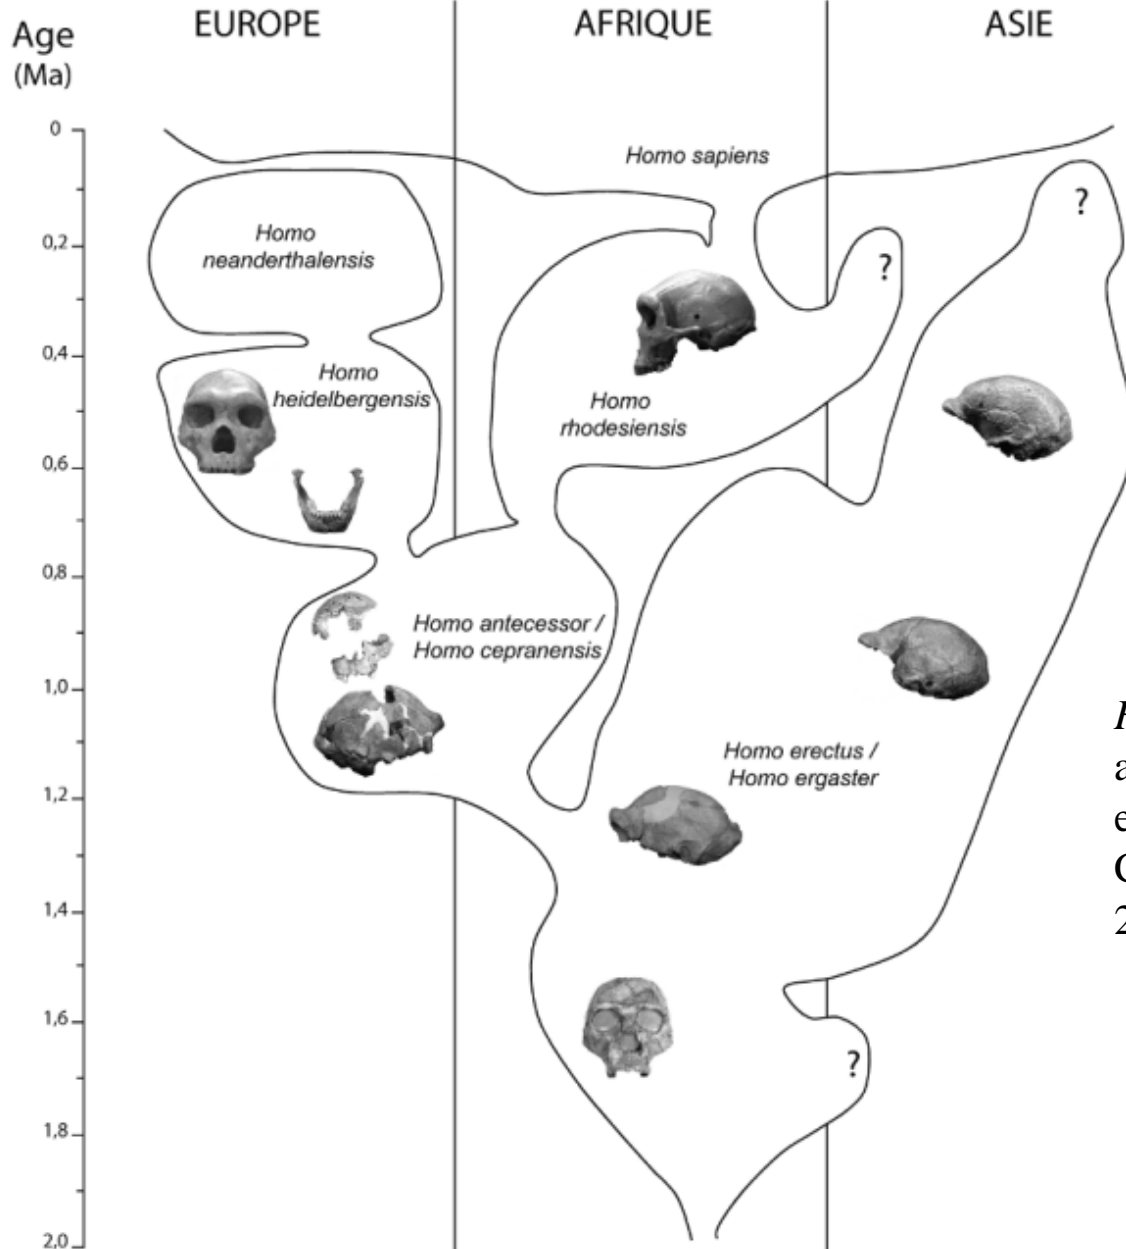 Age
(Ma)
EUROPE
AFRIQUE
ASIE
0
0,2
0,4
0,6
0,8
1,0
1,2
1,4
1,6
1,8
2,0
Homo sapiens
?
Homo
neanderthalensis
?
Homo
heidelbergensis
Homo
rhodesiensis
Homo antecessor /
Homo cepranensis
Homo erectus /
Homo ergaster
?
a
e
2